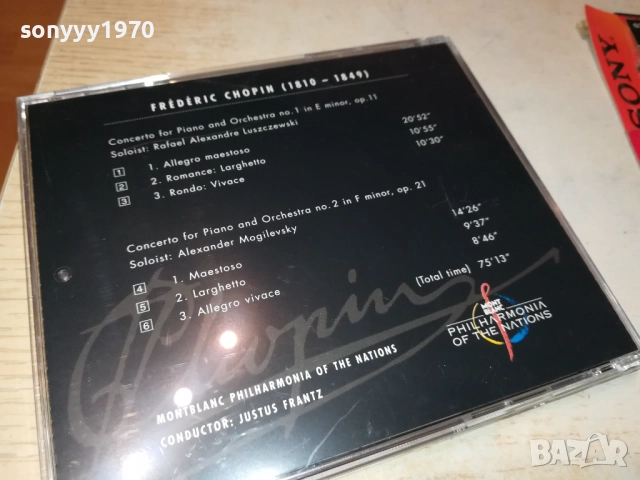 sonyyy1970
SONY
FRÉDÉRIC CHOPIN (1810 – 1849)
Concerto for Piano and Orchestra no.1 in E minor, op.11
Soloist: Rafael Alexandre Luszczewski
1 1. Allegro maestoso 20'52"
2 2. Romance: Larghetto 10'55"
3 3. Rondo: Vivace 10'30"
Concerto for Piano and Orchestra no.2 in F minor, op. 21
Soloist: Alexander Mogilevsky
4 1. Maestoso 14'26"
5 2. Larghetto 9'37"
6 3. Allegro vivace 8'46"
(Total time) 75'13"
Chopin
MONT
BLANC
PHILHARMONIA
OF THE NATIONS
MONTBLANC PHILHARMONIA OF THE NATIONS
CONDUCTOR: JUSTUS FRANTZ
BAZAR
bg